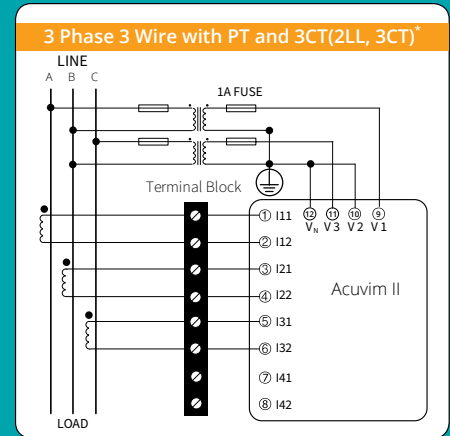 3 Phase 3 Wire with PT and 3CT(2LL, 3CT)*
LINE
A B C
1A FUSE
Terminal Block
① I11
② I12
③ I21
④ I22
⑤ I31
⑥ I32
⑦ I41
⑧ I42
⑫ ⑪ ⑩ ⑨
VN V3 V2 V1
Acuvim II
LOAD